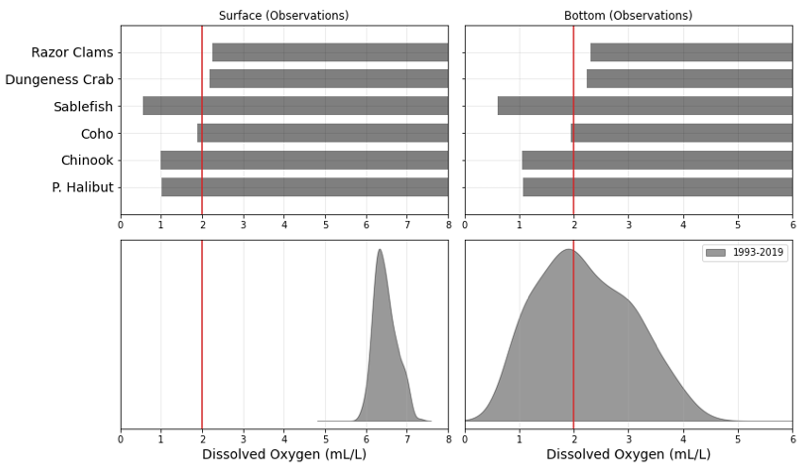 Surface (Observations)
Bottom (Observations)
Razor Clams
Dungeness Crab
Sablefish
Coho
Chinook
P. Halibut
0 1 2 3 4 5 6 7 8
0 1 2 3 4 5 6
1993-2019
0 1 2 3 4 5 6 7 8
0 1 2 3 4 5 6
Dissolved Oxygen (mL/L)
Dissolved Oxygen (mL/L)